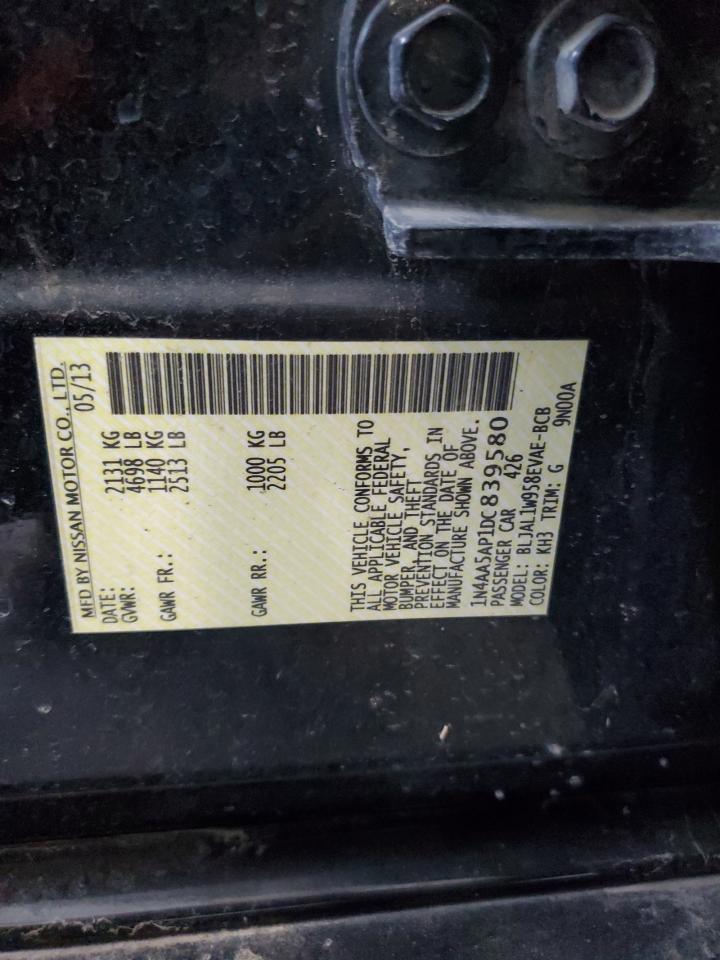 MFD BY NISSAN MOTOR CO., LTD.
DATE: 05/13
GVWR: 2131 KG
4698 LB
GAWR FR.: 1140 KG
2513 LB
GAWR RR.: 1000 KG
2205 LB
THIS VEHICLE CONFORMS TO
ALL APPLICABLE FEDERAL
MOTOR VEHICLE SAFETY,
BUMPER, AND THEFT
PREVENTION STANDARDS IN
EFFECT ON THE DATE OF
MANUFACTURE SHOWN ABOVE.
1N4AA5AP1DC839580
PASSENGER CAR 426
MODEL: BLJAL1W958EVAE-BCB
COLOR: KH3 TRIM: G 9N00A